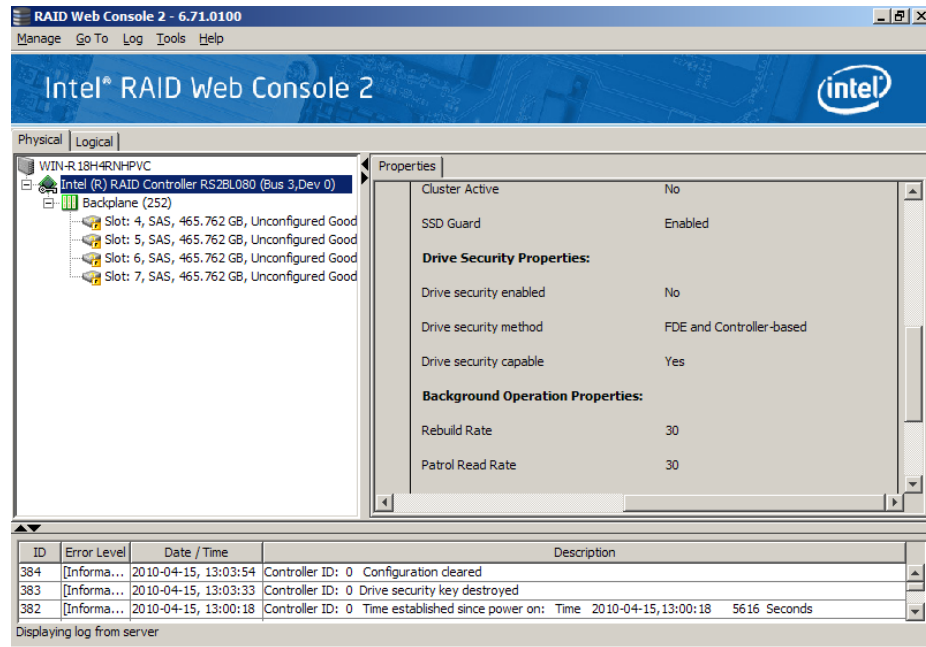 RAID Web Console 2 - 6.71.0100
Manage Go To Log Tools Help
Intel® RAID Web Console 2
intel
Physical Logical
WIN-R18H4RNHPVC
Intel (R) RAID Controller RS2BL080 (Bus 3,Dev 0)
Backplane (252)
Slot: 4, SAS, 465.762 GB, Unconfigured Good
Slot: 5, SAS, 465.762 GB, Unconfigured Good
Slot: 6, SAS, 465.762 GB, Unconfigured Good
Slot: 7, SAS, 465.762 GB, Unconfigured Good
Properties
Cluster Active No
SSD Guard Enabled
Drive Security Properties:
Drive security enabled No
Drive security method FDE and Controller-based
Drive security capable Yes
Background Operation Properties:
Rebuild Rate 30
Patrol Read Rate 30
ID Error Level Date / Time Description
384 [Informa... 2010-04-15, 13:03:54 Controller ID: 0 Configuration cleared
383 [Informa... 2010-04-15, 13:03:33 Controller ID: 0 Drive security key destroyed
382 [Informa... 2010-04-15, 13:00:18 Controller ID: 0 Time established since power on: Time 2010-04-15,13:00:18 5616 Seconds
Displaying log from server